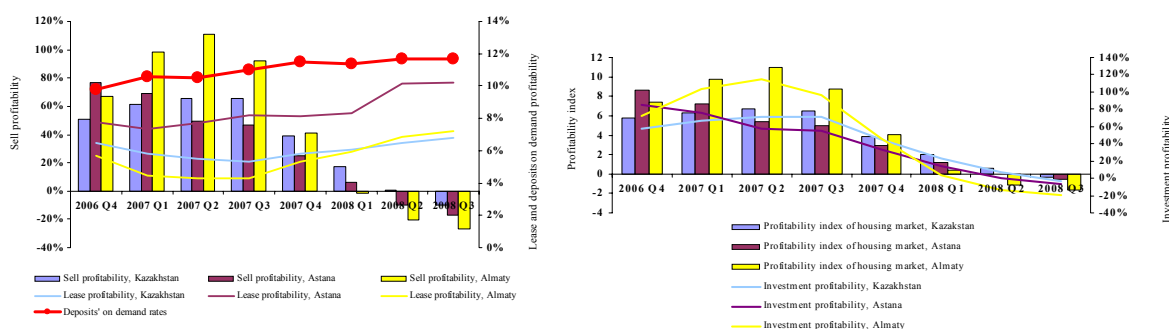 120%
100%
80%
60%
40%
20%
0%
-20%
-40%
Sell profitability
14%
12%
10%
8%
6%
4%
2%
0%
Lease and deposits on demand profitability
2006 Q4 2007 Q1 2007 Q2 2007 Q3 2007 Q4 2008 Q1 2008 Q2 2008 Q3
Sell profitability, Kazakhstan Sell profitability, Astana Sell profitability, Almaty
Lease profitability, Kazakhstan Lease profitability, Astana Lease profitability, Almaty
Deposits' on demand rates
12
10
8
6
4
2
0
-2
-4
Profitability index
140%
120%
100%
80%
60%
40%
20%
0%
-20%
-40%
Investment profitability
2006 Q4 2007 Q1 2007 Q2 2007 Q3 2007 Q4 2008 Q1 2008 Q2 2008 Q3
Profitability index of housing market, Kazakstan
Profitability index of housing market, Astana
Profitability index of housing market, Almaty
Investment profitability, Kazakhstan
Investment profitability, Astana
Investment profitability, Almaty